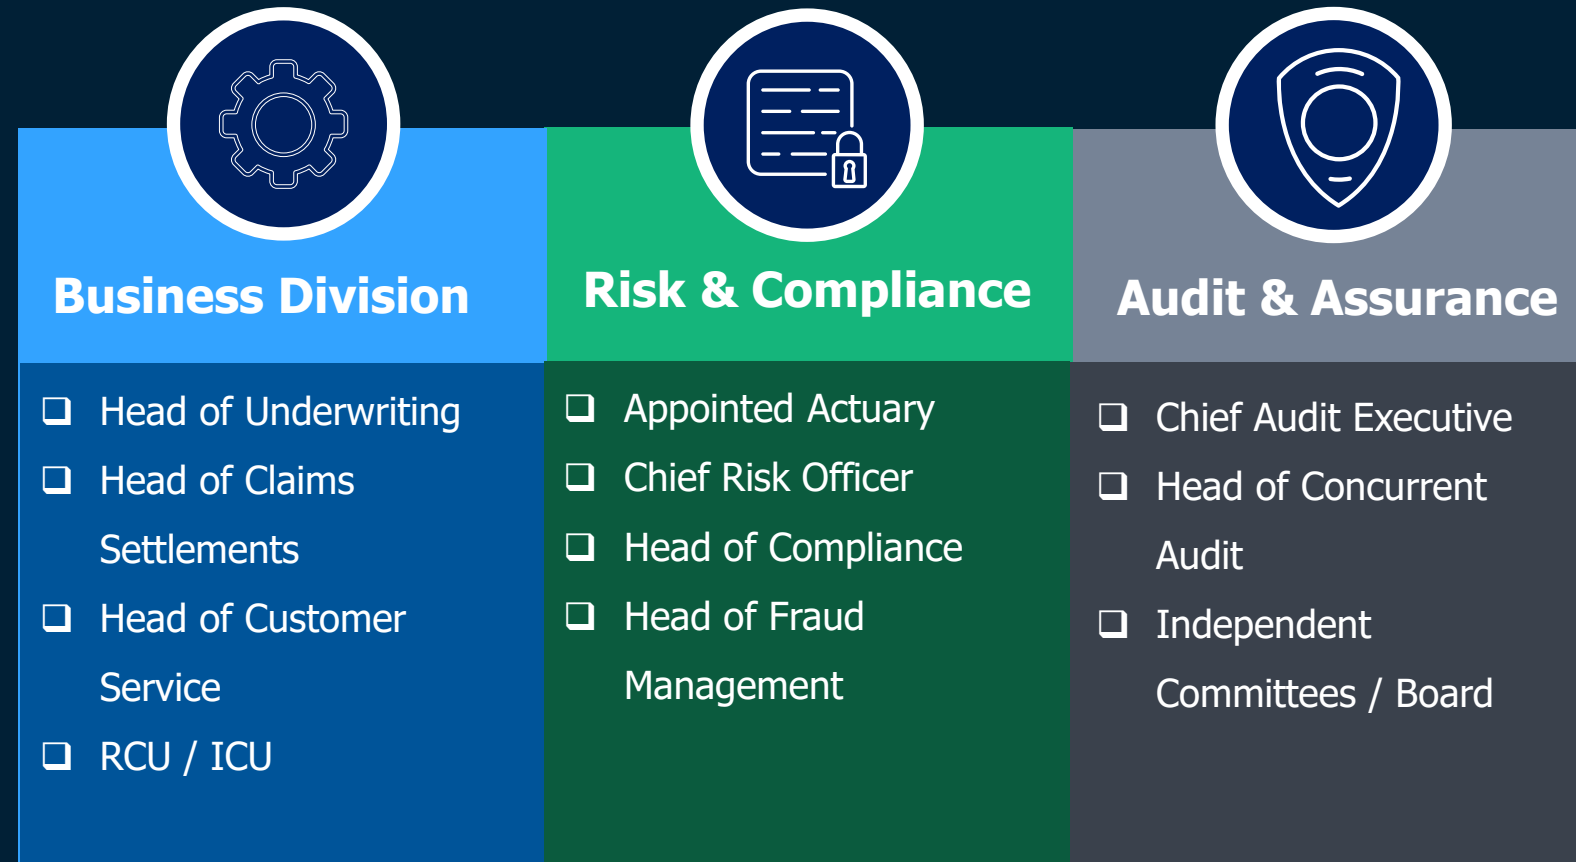 Business Division
❑ Head of Underwriting
❑ Head of Claims
Settlements
❑ Head of Customer
Service
❑ RCU / ICU
Risk & Compliance
❑ Appointed Actuary
❑ Chief Risk Officer
❑ Head of Compliance
❑ Head of Fraud
Management
Audit & Assurance
❑ Chief Audit Executive
❑ Head of Concurrent
Audit
❑ Independent
Committees / Board